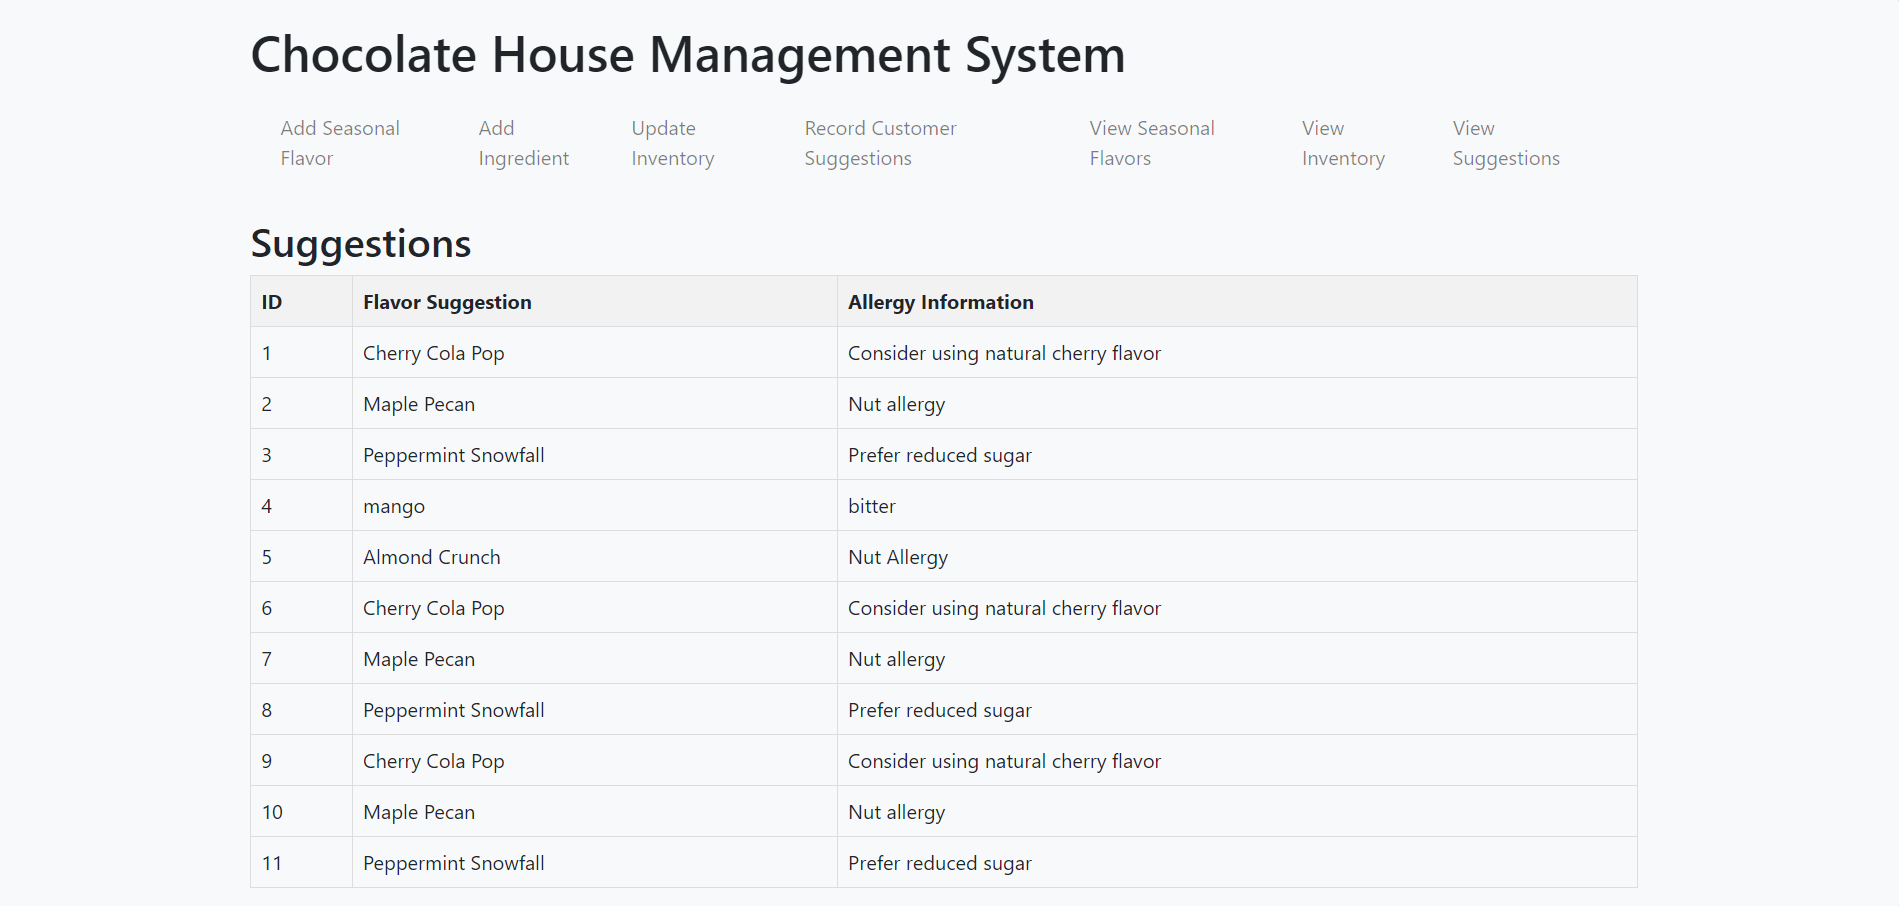 Chocolate House Management System
Add Seasonal Flavor
Add Ingredient
Update Inventory
Record Customer Suggestions
View Seasonal Flavors
View Inventory
View Suggestions
Suggestions
ID Flavor Suggestion Allergy Information
1 Cherry Cola Pop Consider using natural cherry flavor
2 Maple Pecan Nut allergy
3 Peppermint Snowfall Prefer reduced sugar
4 mango bitter
5 Almond Crunch Nut Allergy
6 Cherry Cola Pop Consider using natural cherry flavor
7 Maple Pecan Nut allergy
8 Peppermint Snowfall Prefer reduced sugar
9 Cherry Cola Pop Consider using natural cherry flavor
10 Maple Pecan Nut allergy
11 Peppermint Snowfall Prefer reduced sugar